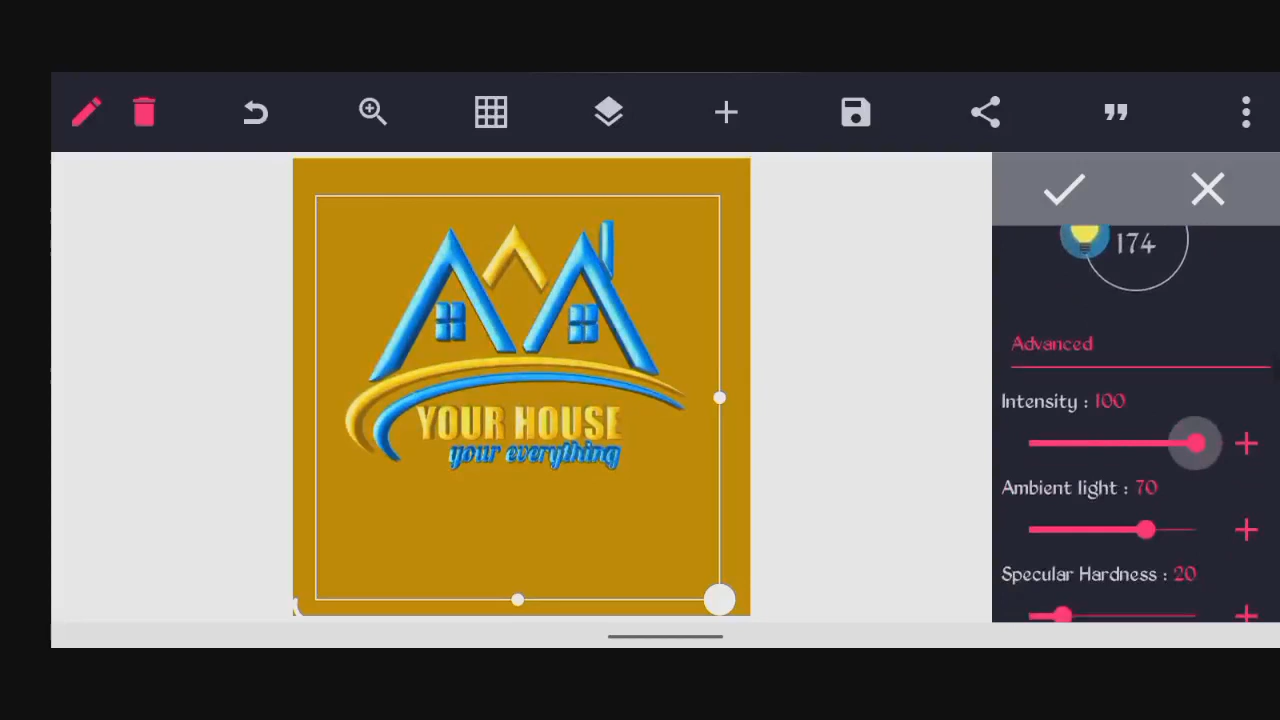 174
Advanced
Intensity : 100
Ambient light : 70
Specular Hardness : 20
YOUR HOUSE
your everything